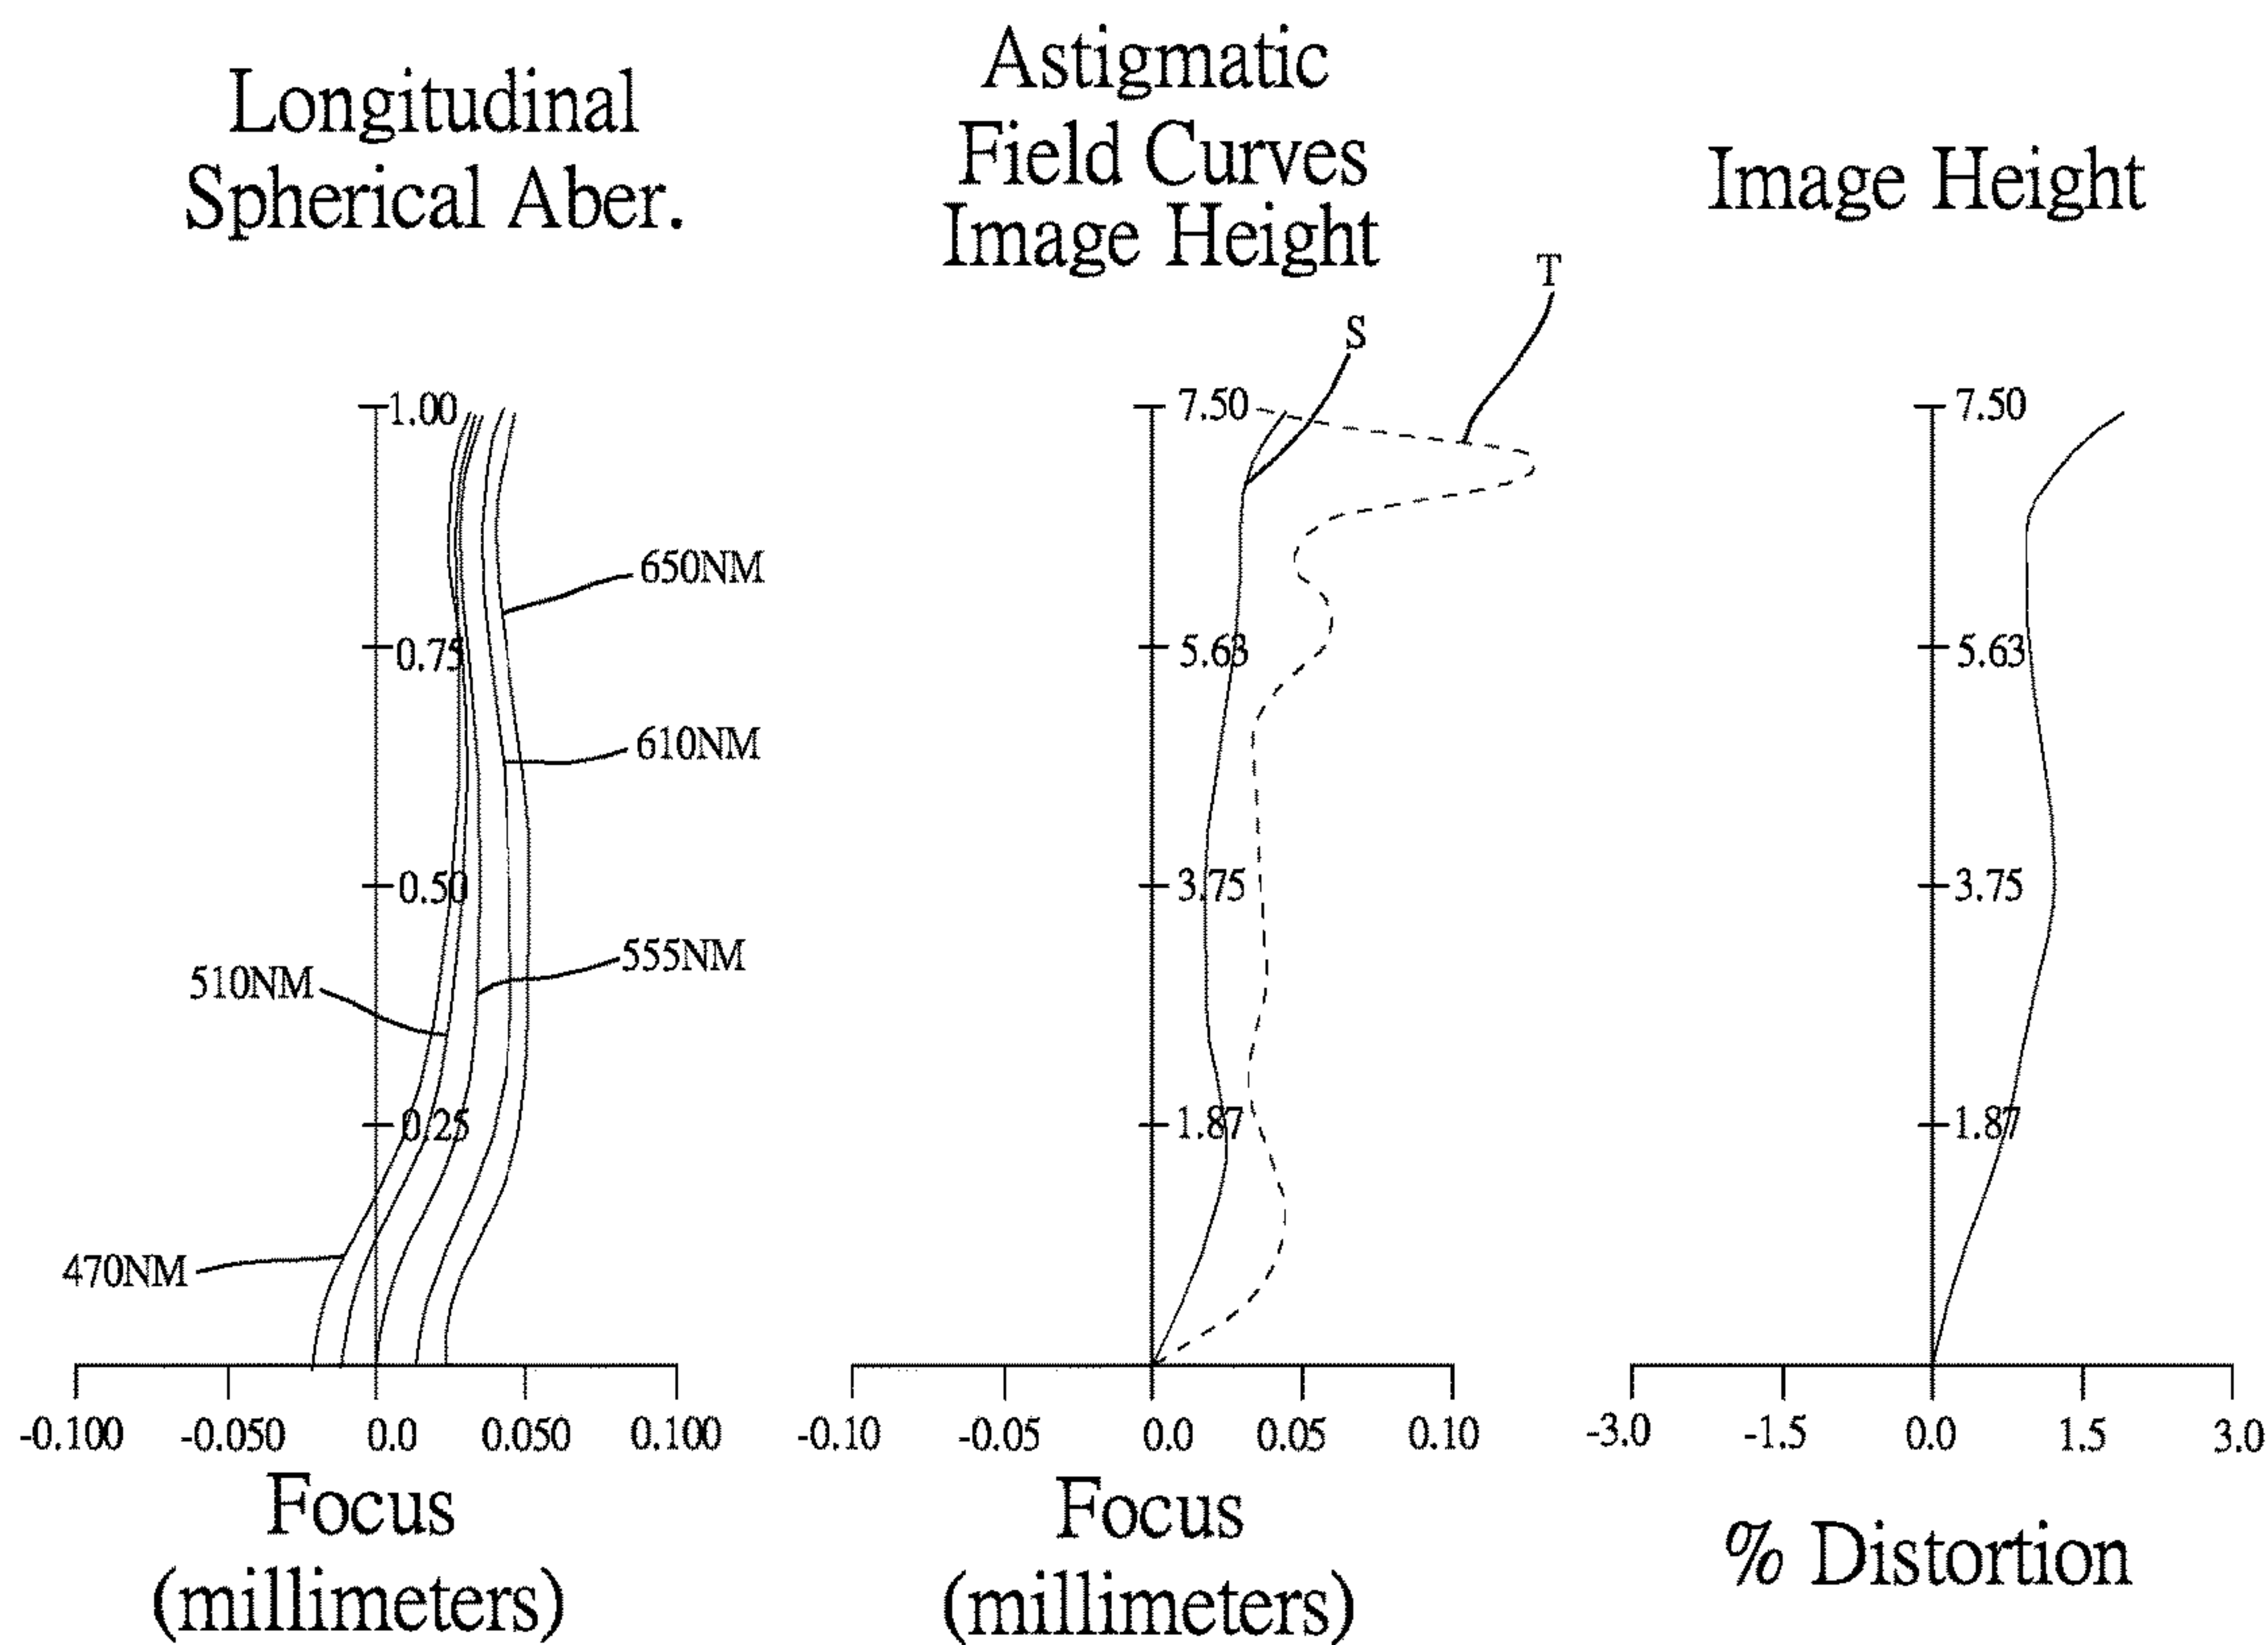 Longitudinal
Spherical Aber.
1.00
0.75
0.50
0.25
650NM
610NM
555NM
510NM
470NM
-0.100 -0.050 0.0 0.050 0.100
Focus
(millimeters)
Astigmatic
Field Curves
Image Height
S
T
7.50
5.63
3.75
1.87
-0.10 -0.05 0.0 0.05 0.10
Focus
(millimeters)
Image Height
7.50
5.63
3.75
1.87
-3.0 -1.5 0.0 1.5 3.0
% Distortion